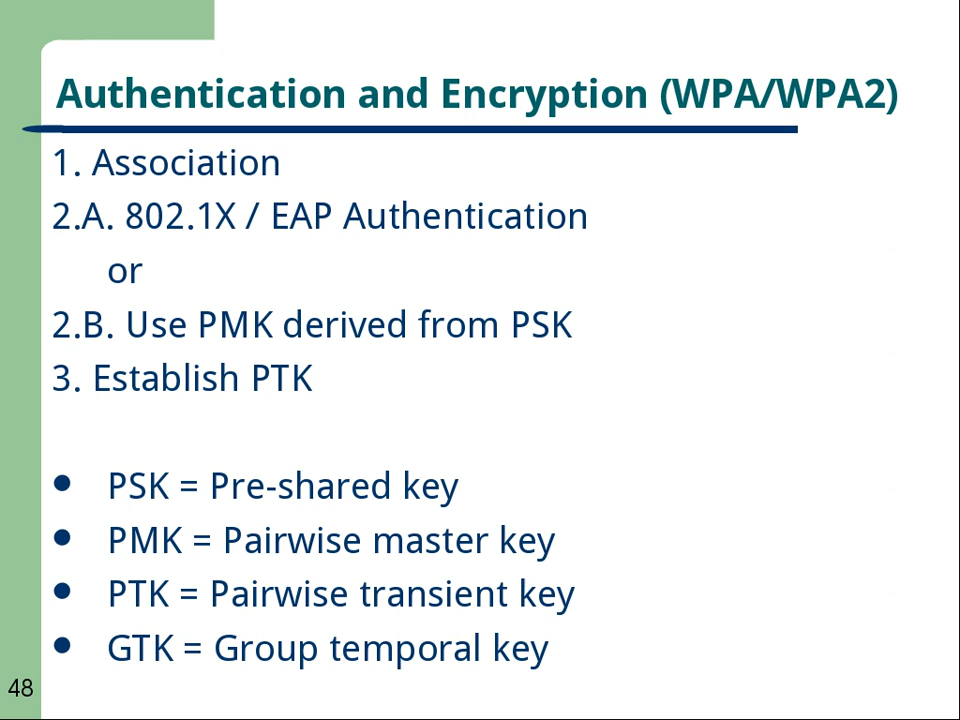 Authentication and Encryption (WPA/WPA2)
1. Association
2.A. 802.1X / EAP Authentication
or
2.B. Use PMK derived from PSK
3. Establish PTK
• PSK = Pre-shared key
• PMK = Pairwise master key
• PTK = Pairwise transient key
• GTK = Group temporal key
48